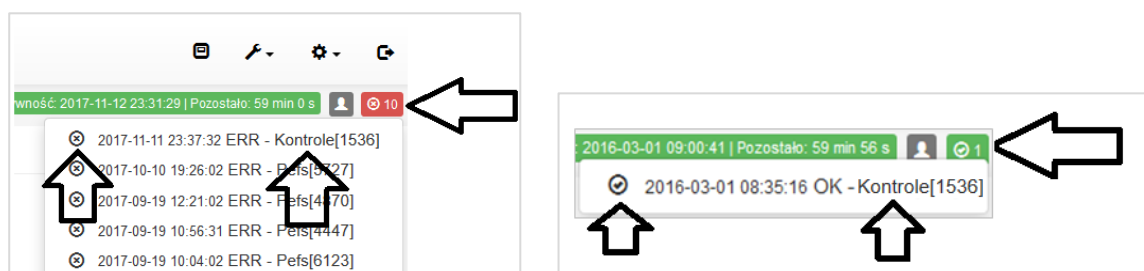 wność: 2017-11-12 23:31:29 | Pozostało: 59 min 0 s 10
2017-11-11 23:37:32 ERR - Kontrole[1536]
2017-10-10 19:26:02 ERR - Pefs[5727]
2017-09-19 12:21:02 ERR - Pefs[4370]
2017-09-19 10:56:31 ERR - Pefs[4447]
2017-09-19 10:04:02 ERR - Pefs[6123]
: 2016-03-01 09:00:41 | Pozostało: 59 min 56 s 1
2016-03-01 08:35:16 OK - Kontrole[1536]